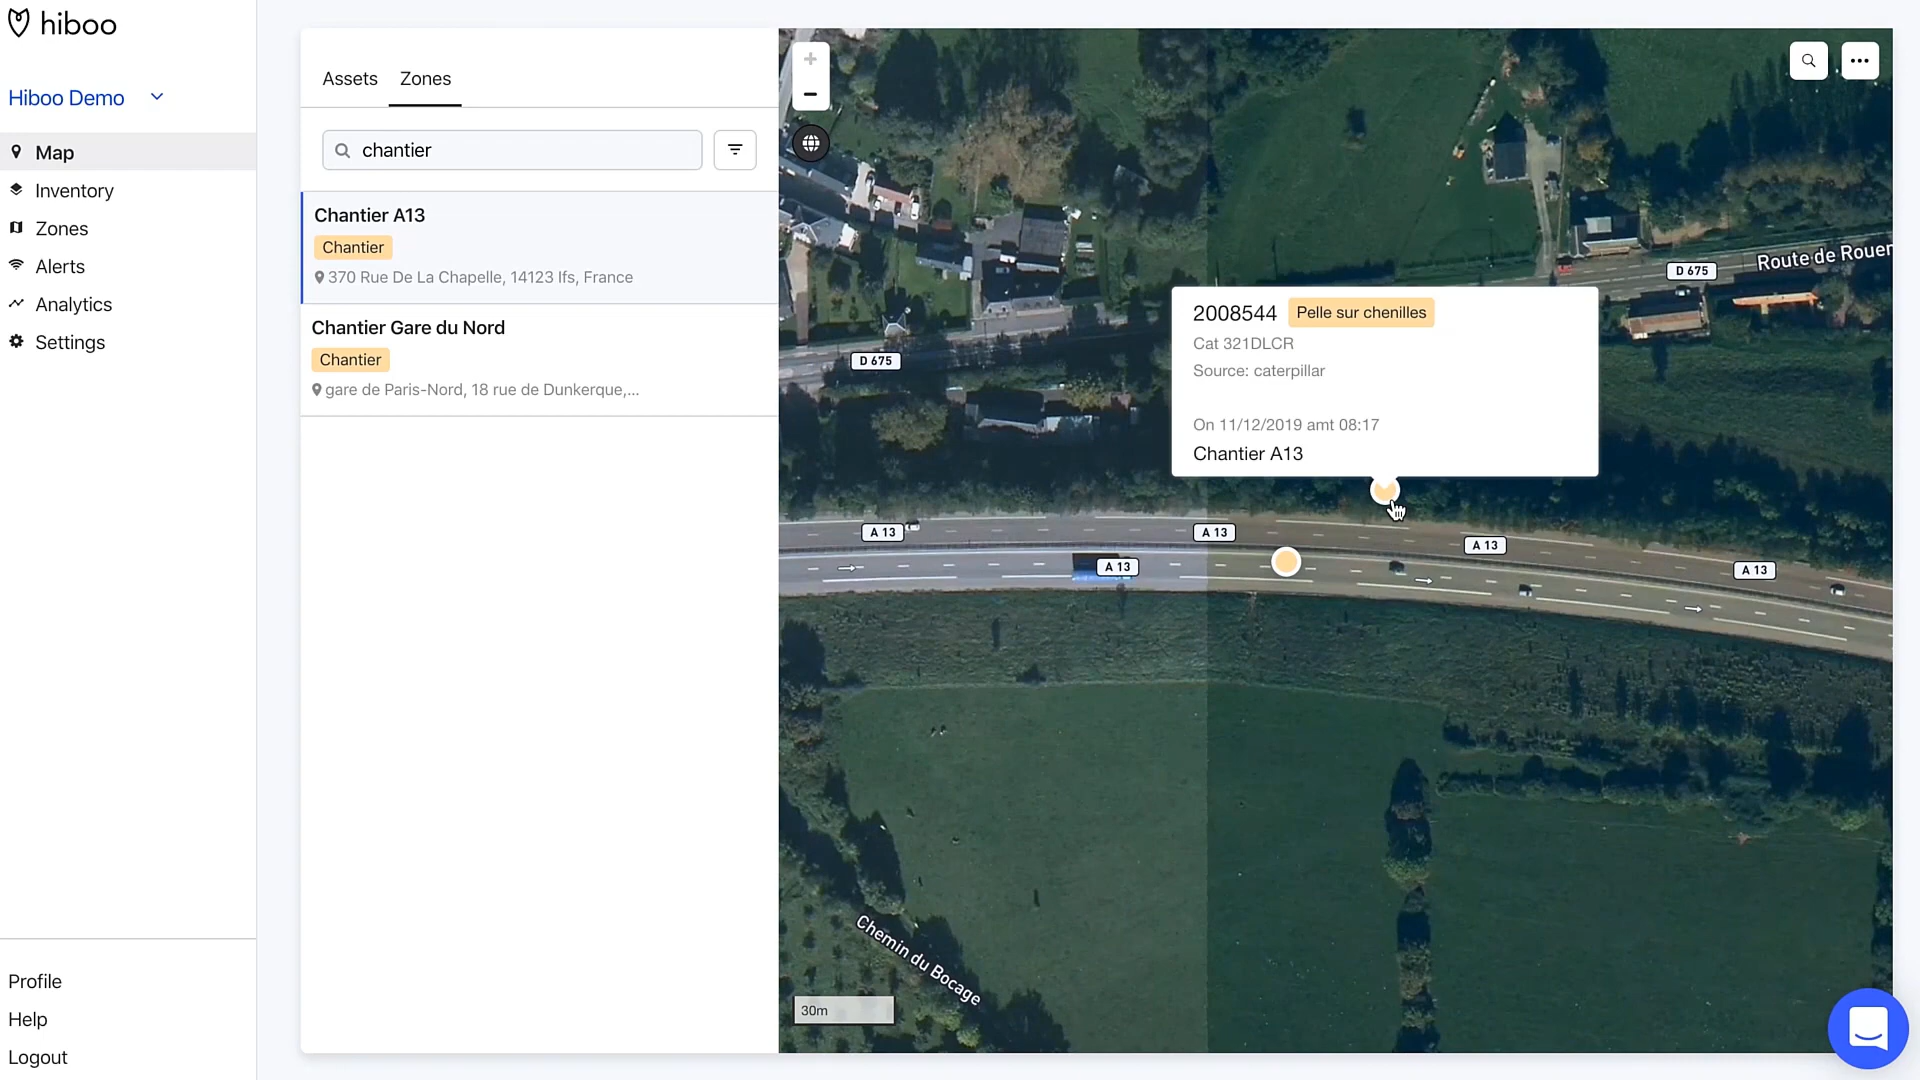 hiboo
Hiboo Demo
Map
Inventory
Zones
Alerts
Analytics
Settings
Profile
Help
Logout
Assets
Zones
chantier
Chantier A13
Chantier
370 Rue De La Chapelle, 14123 Ifs, France
Chantier Gare du Nord
Chantier
gare de Paris-Nord, 18 rue de Dunkerque,...
D 675
Route de Rouen
D 675
2008544 Pelle sur chenilles
Cat 321DLCR
Source: caterpillar
On 11/12/2019 amt 08:17
Chantier A13
A 13
A 13
A 13
A 13
A 13
Chemin du Bocage
30m